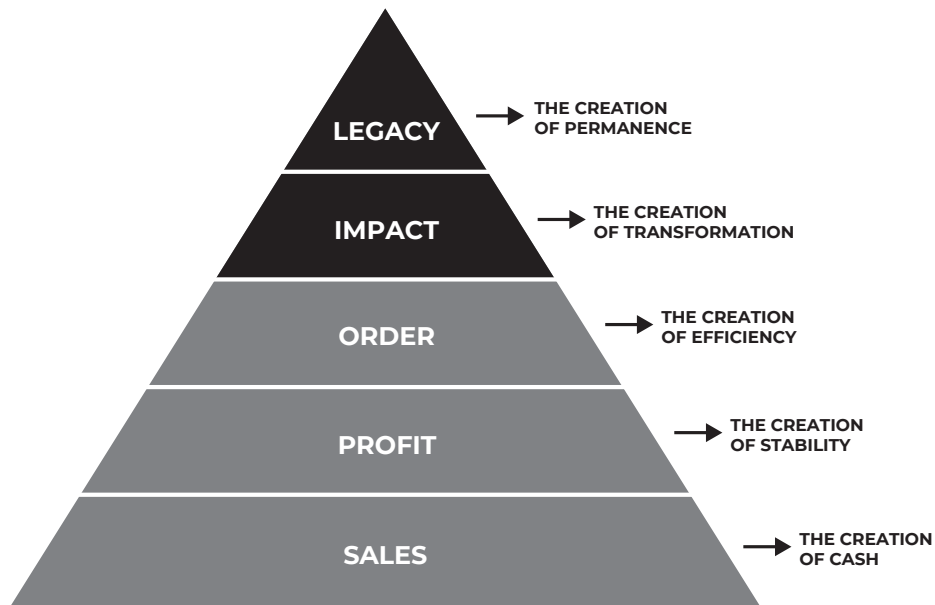 LEGACY
THE CREATION
OF PERMANENCE
IMPACT
THE CREATION
OF TRANSFORMATION
ORDER
THE CREATION
OF EFFICIENCY
PROFIT
THE CREATION
OF STABILITY
SALES
THE CREATION
OF CASH